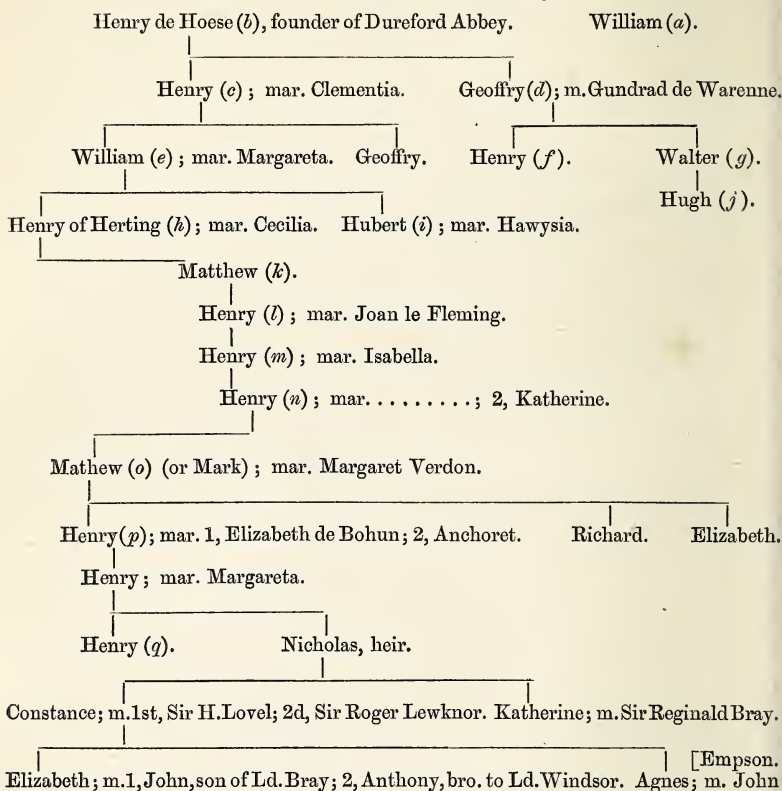 Henry de Hoese (b), founder of Dureford Abbey. William (a).
Henry (c) ; mar. Clementia. Geoffry (d); m. Gundrad de Warenne.
William (e) ; mar. Margareta. Geoffry. Henry (f). Walter (g).
Hugh (j).
Henry of Herting (h); mar. Cecilia. Hubert (i) ; mar. Hawysia.
Matthew (k).
Henry (l) ; mar. Joan le Fleming.
Henry (m) ; mar. Isabella.
Henry (n) ; mar. . . . . . . . . ; 2, Katherine.
Mathew (o) (or Mark) ; mar. Margaret Verdon.
Henry (p); mar. 1, Elizabeth de Bohun; 2, Anchoret. Richard. Elizabeth.
Henry ; mar. Margareta.
Henry (q). Nicholas, heir.
Constance; m.1st, Sir H. Lovel; 2d, Sir Roger Lewknor. Katherine; m. Sir Reginald Bray.
[Empson.
Elizabeth; m.1, John, son of Ld. Bray; 2, Anthony, bro. to Ld. Windsor. Agnes; m. John